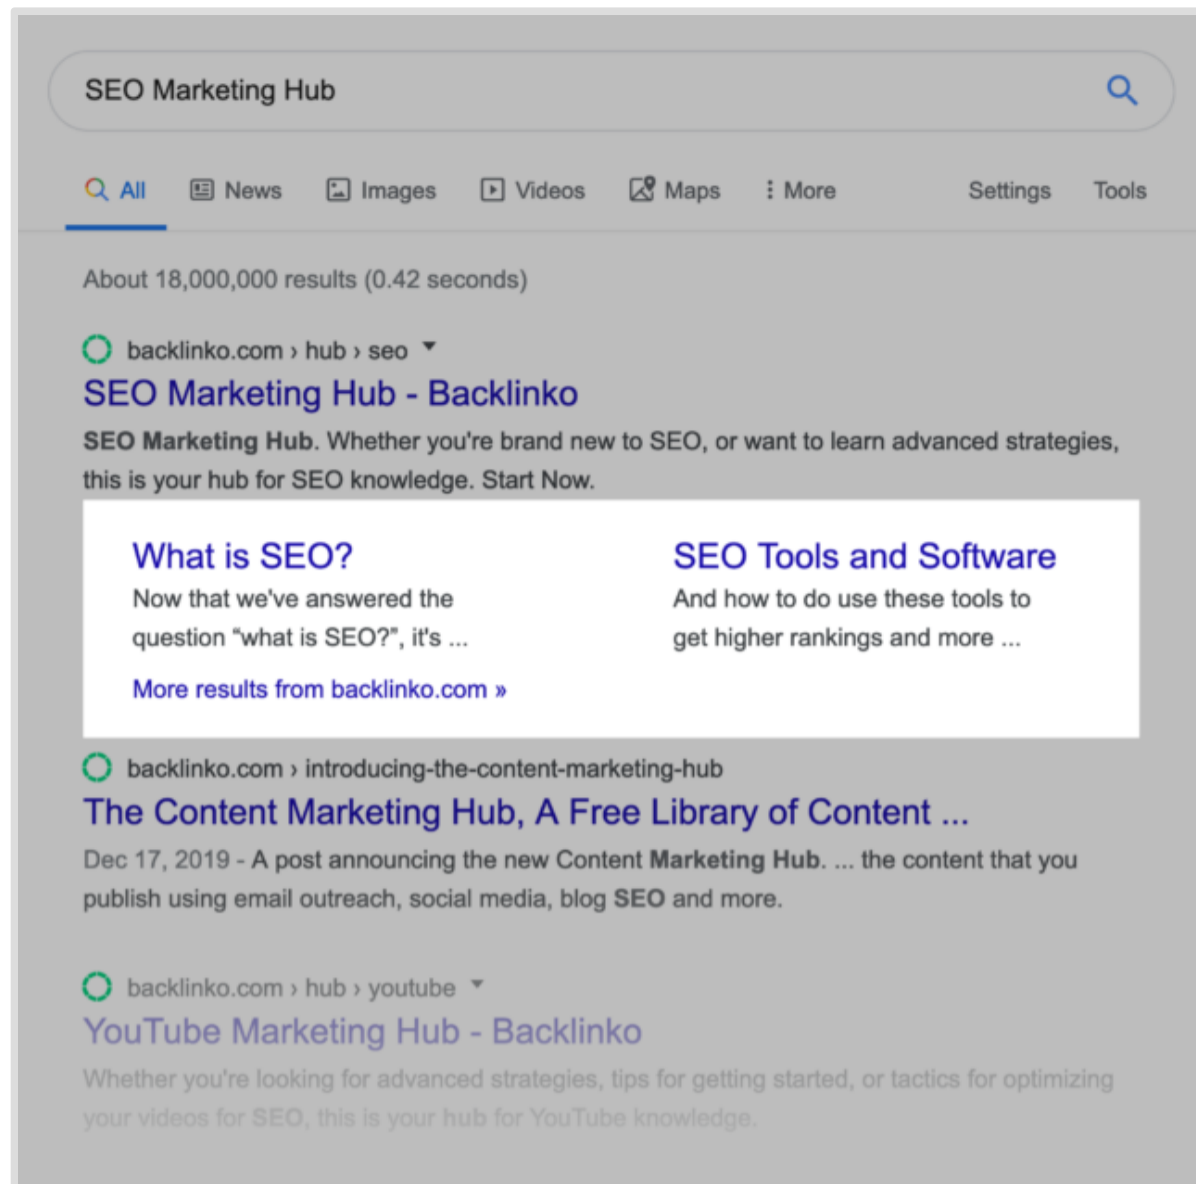 SEO Marketing Hub
All News Images Videos Maps More Settings Tools
About 18,000,000 results (0.42 seconds)
backlinko.com › hub › seo
SEO Marketing Hub - Backlinko
SEO Marketing Hub. Whether you're brand new to SEO, or want to learn advanced strategies,
this is your hub for SEO knowledge. Start Now.
What is SEO?
Now that we've answered the
question “what is SEO?”, it's ...
More results from backlinko.com »
SEO Tools and Software
And how to do use these tools to
get higher rankings and more ...
backlinko.com › introducing-the-content-marketing-hub
The Content Marketing Hub, A Free Library of Content ...
Dec 17, 2019 - A post announcing the new Content Marketing Hub. ... the content that you
publish using email outreach, social media, blog SEO and more.
backlinko.com › hub › youtube
YouTube Marketing Hub - Backlinko
Whether you're looking for advanced strategies, tips for getting started, or tactics for optimizing
your videos for SEO, this is your hub for YouTube knowledge.